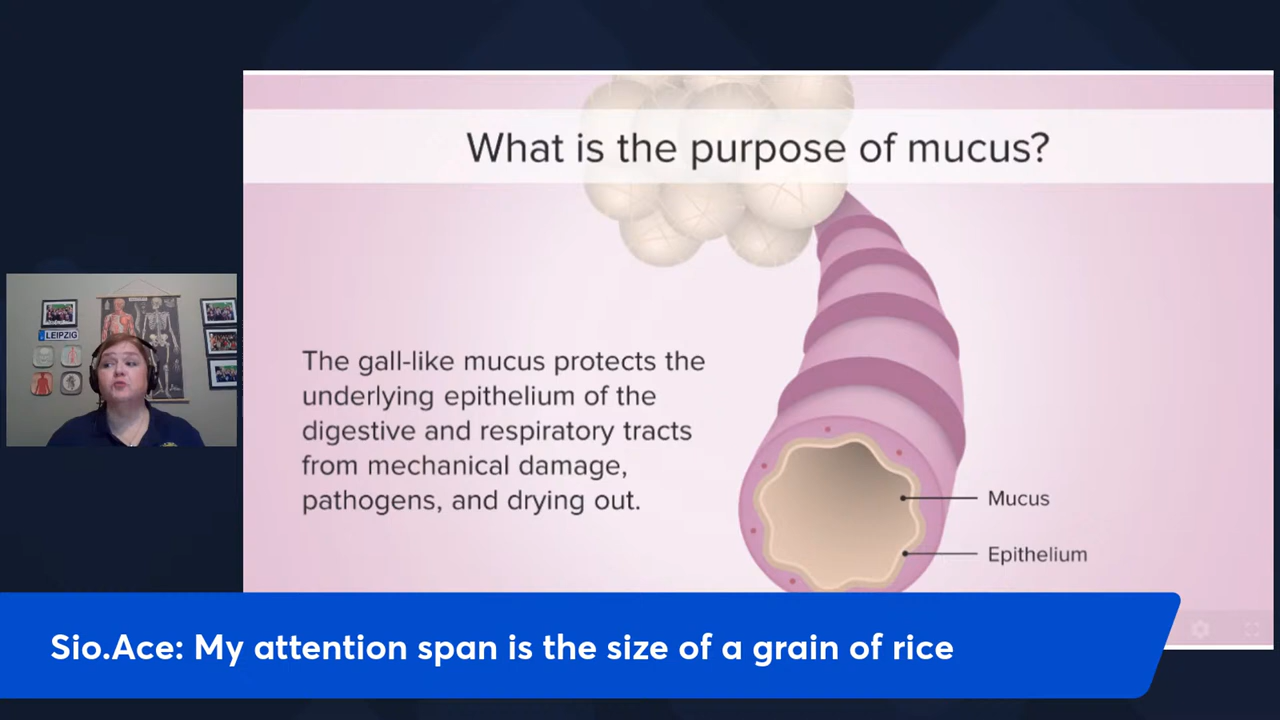 What is the purpose of mucus?
LEIPZIG
The gall-like mucus protects the
underlying epithelium of the
digestive and respiratory tracts
from mechanical damage,
pathogens, and drying out.
Mucus
Epithelium
Sio.Ace: My attention span is the size of a grain of rice